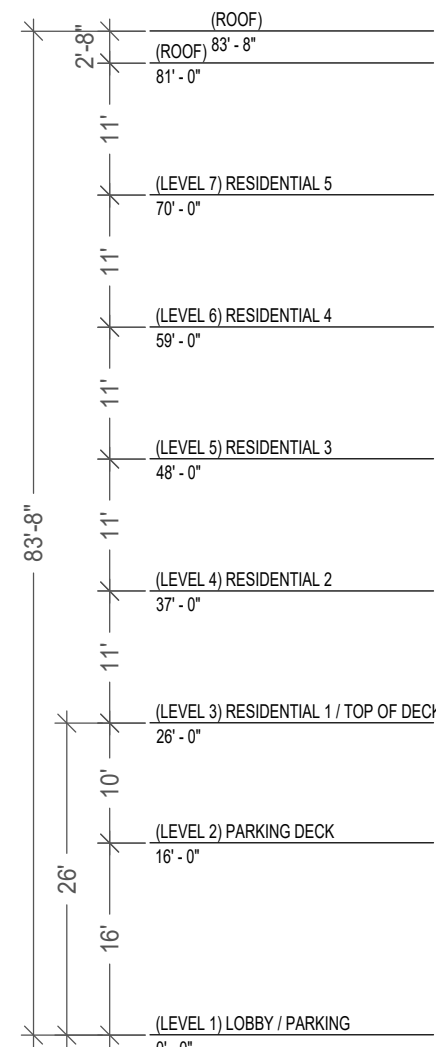 (ROOF)
83' - 8"
2'-8"
(ROOF)
81' - 0"
11'
(LEVEL 7) RESIDENTIAL 5
70' - 0"
11'
(LEVEL 6) RESIDENTIAL 4
59' - 0"
11'
(LEVEL 5) RESIDENTIAL 3
48' - 0"
83'-8"
11'
(LEVEL 4) RESIDENTIAL 2
37' - 0"
11'
(LEVEL 3) RESIDENTIAL 1 / TOP OF DECK
26' - 0"
10'
(LEVEL 2) PARKING DECK
16' - 0"
26'
16'
(LEVEL 1) LOBBY / PARKING
0' - 0"